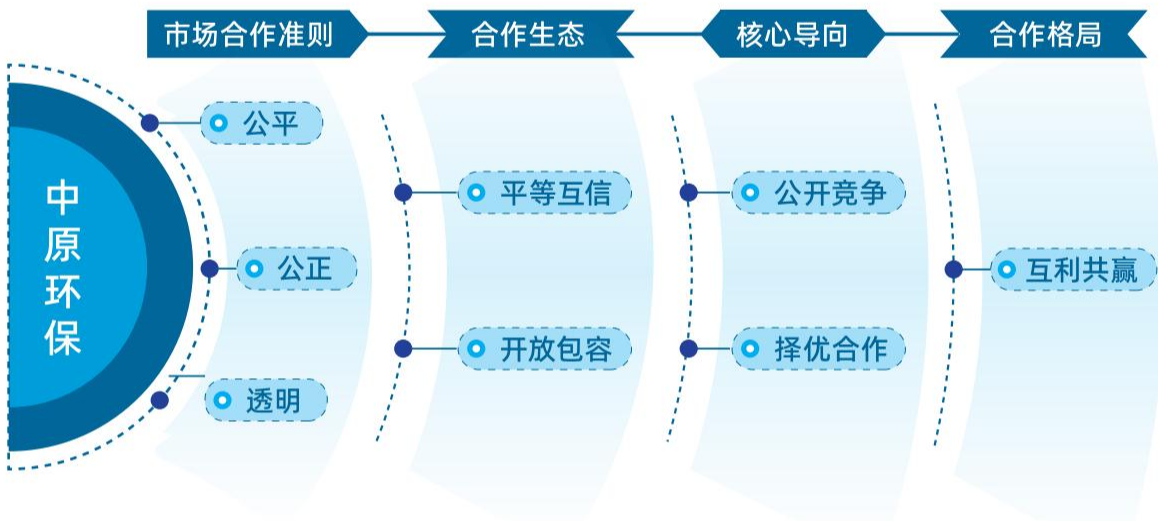 市场合作准则
合作生态
核心导向
合作格局
中原环保
公平
公正
透明
平等互信
开放包容
公开竞争
择优合作
互利共赢